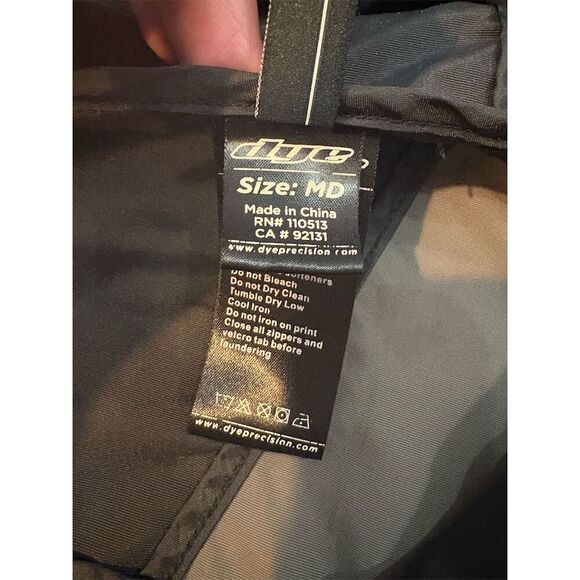 dye
Size: MD
Made in China
RN# 110513
CA # 92131
www.dyeprecision.com
Do not Bleach
Do not Dry Clean
Tumble Dry Low
Cool Iron
Do not iron on print
Close all zippers and
velcro tab before
laundering
www.dyeprecision.com